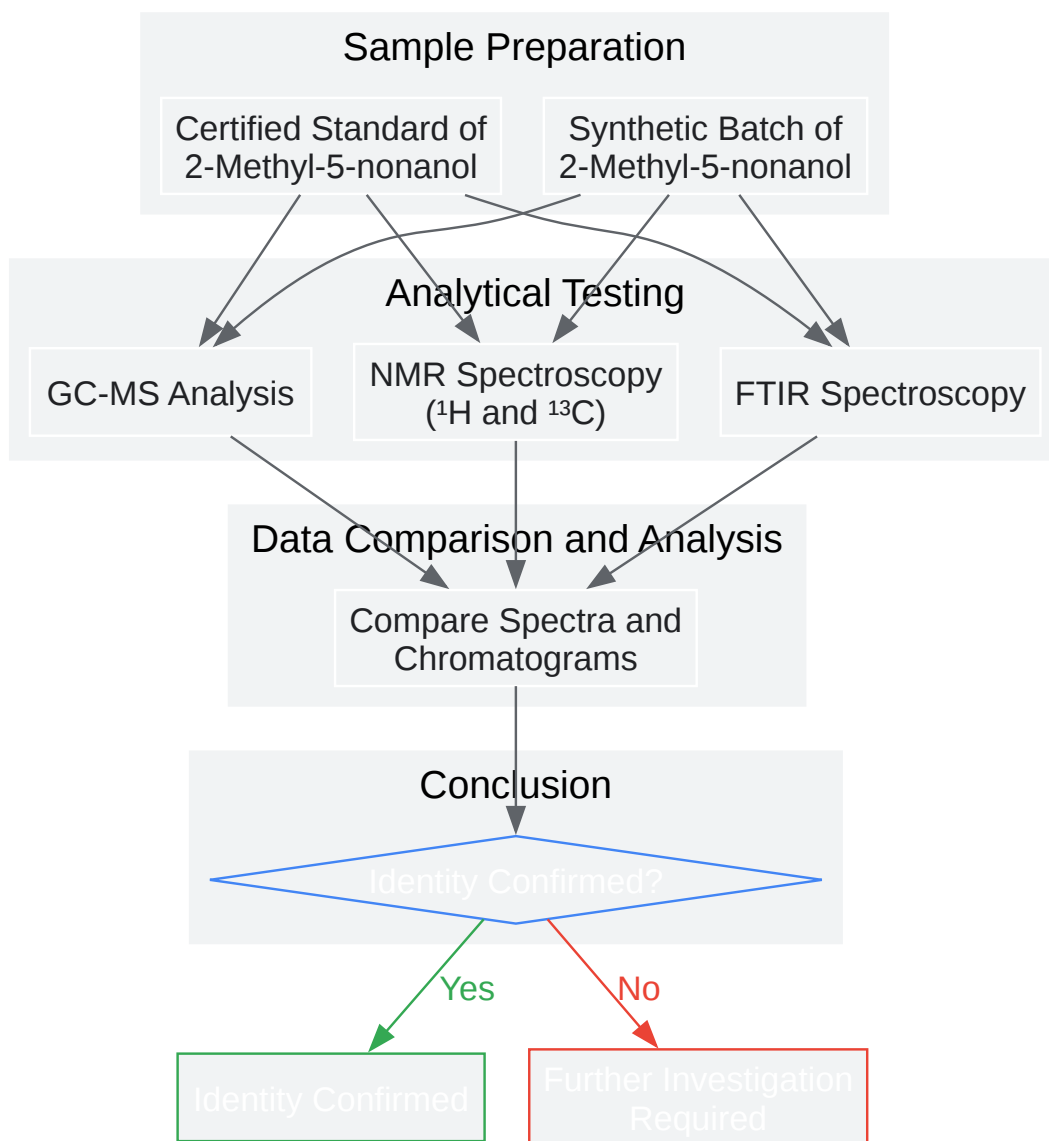 Sample Preparation
Certified Standard of
2-Methyl-5-nonanol
Synthetic Batch of
2-Methyl-5-nonanol
Analytical Testing
GC-MS Analysis
NMR Spectroscopy
(¹H and ¹³C)
FTIR Spectroscopy
Data Comparison and Analysis
Compare Spectra and
Chromatograms
Conclusion
Identity Confirmed?
Yes
No
Identity Confirmed
Further Investigation
Required